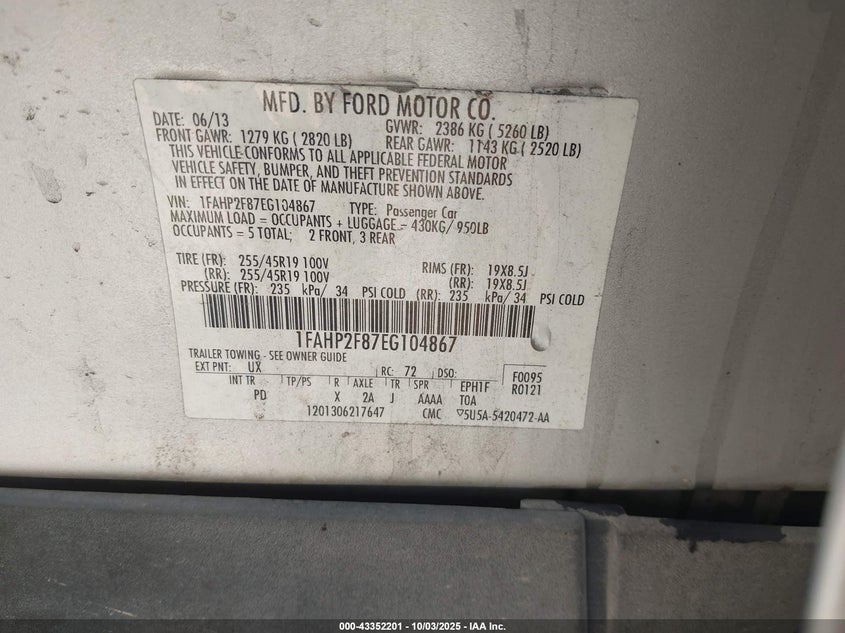 MFD. BY FORD MOTOR CO.
DATE: 06/13 GVWR: 2386 KG ( 5260 LB)
FRONT GAWR: 1279 KG ( 2820 LB) REAR GAWR: 1143 KG ( 2520 LB)
THIS VEHICLE CONFORMS TO ALL APPLICABLE FEDERAL MOTOR
VEHICLE SAFETY, BUMPER, AND THEFT PREVENTION STANDARDS
IN EFFECT ON THE DATE OF MANUFACTURE SHOWN ABOVE.
VIN: 1FAHP2F87EG104867 TYPE: Passenger Car
MAXIMUM LOAD = OCCUPANTS + LUGGAGE = 430KG/ 950LB
OCCUPANTS = 5 TOTAL; 2 FRONT, 3 REAR
TIRE (FR): 255/45R19 100V RIMS (FR): 19X8.5J
(RR): 255/45R19 100V (RR): 19X8.5J
PRESSURE (FR): 235 kPa/ 34 PSI COLD (RR): 235 kPa/ 34 PSI COLD
1FAHP2F87EG104867
TRAILER TOWING - SEE OWNER GUIDE
EXT PNT: UX RC: 72 DSO: F0095
INT TR TP/PS R AXLE TR SPR EPH1F R0121
PD X 2A J AAAA TOA
1201306217647 CMC ▽5U5A-5420472-AA
000-43352201 - 10/03/2025 - IAA Inc.